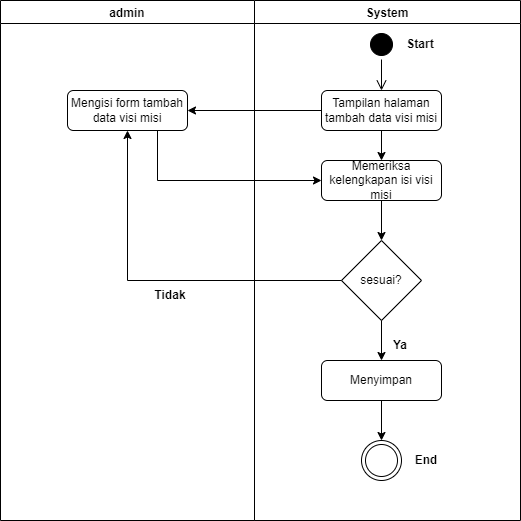 admin
System
Start
Mengisi form tambah
data visi misi
Tampilan halaman
tambah data visi misi
Memeriksa
kelengkapan isi visi
misi
sesuai?
Tidak
Ya
Menyimpan
End